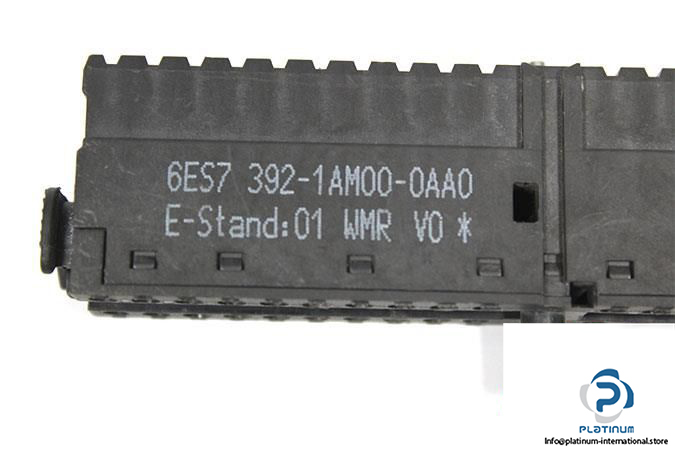 6ES7 392-1AM00-0AA0
E-Stand:01 WMR V0 *
PLATINUM
info@platinum-international.store